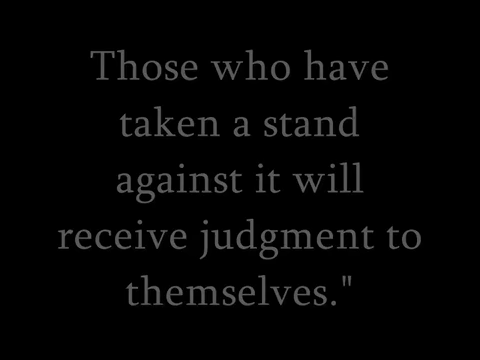 Those who have
taken a stand
against it will
receive judgment to
themselves."